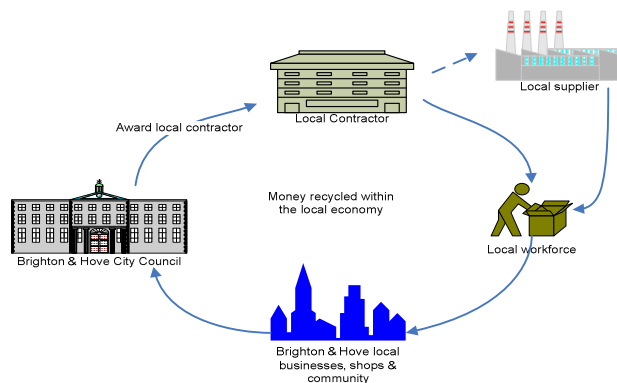 Local supplier
Local Contractor
Award local contractor
Money recycled within
the local economy
Local workforce
Brighton & Hove City Council
Brighton & Hove local
businesses, shops &
community